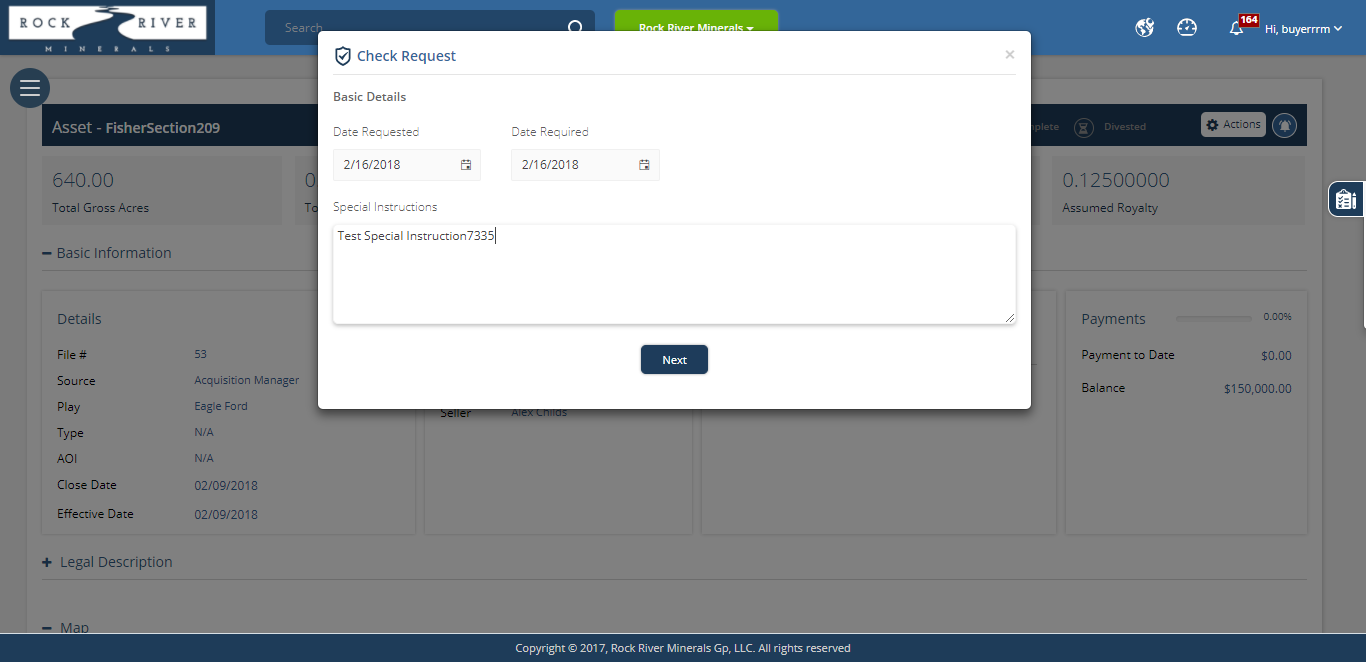 ROCK RIVER
MINERALS
Search
Rock River Minerals
164
Hi, buyerrrm
Check Request
×
Basic Details
Date Requested
Date Required
2/16/2018
2/16/2018
Special Instructions
Test Special Instruction7335
Next
Asset - FisherSection209
Divested
Actions
640.00
Total Gross Acres
0.12500000
Assumed Royalty
Basic Information
Details
File # 53
Source Acquisition Manager
Play Eagle Ford
Type N/A
AOI N/A
Close Date 02/09/2018
Effective Date 02/09/2018
Seller Alex Childs
Payments 0.00%
Payment to Date $0.00
Balance $150,000.00
Legal Description
Map
Copyright © 2017, Rock River Minerals Gp, LLC. All rights reserved